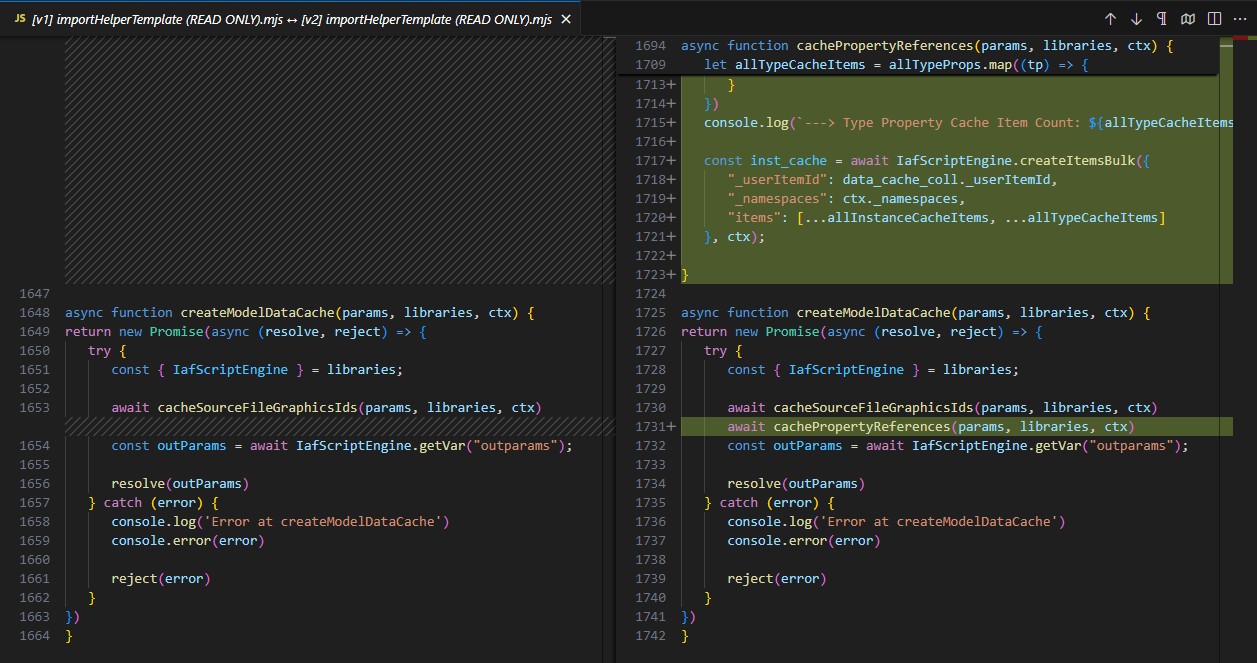 JS [v1] importHelperTemplate (READ ONLY).mjs ↔ [v2] importHelperTemplate (READ ONLY).mjs ×
1647
1648 async function createModelDataCache(params, libraries, ctx) {
1649 return new Promise(async (resolve, reject) => {
1650 try {
1651 const { IafScriptEngine } = libraries;
1652
1653 await cacheSourceFileGraphicsIds(params, libraries, ctx)
1654 const outParams = await IafScriptEngine.getVar("outparams");
1655
1656 resolve(outParams)
1657 } catch (error) {
1658 console.log('Error at createModelDataCache')
1659 console.error(error)
1660
1661 reject(error)
1662 }
1663 })
1664 }
1694 async function cachePropertyReferences(params, libraries, ctx) {
1709 let allTypeCacheItems = allTypeProps.map((tp) => {
1713+ }
1714+ })
1715+ console.log(`---> Type Property Cache Item Count: ${allTypeCacheItems
1716+
1717+ const inst_cache = await IafScriptEngine.createItemsBulk({
1718+ "_userItemId": data_cache_coll._userItemId,
1719+ "_namespaces": ctx._namespaces,
1720+ "items": [...allInstanceCacheItems, ...allTypeCacheItems]
1721+ }, ctx);
1722+
1723+ }
1724
1725 async function createModelDataCache(params, libraries, ctx) {
1726 return new Promise(async (resolve, reject) => {
1727 try {
1728 const { IafScriptEngine } = libraries;
1729
1730 await cacheSourceFileGraphicsIds(params, libraries, ctx)
1731+ await cachePropertyReferences(params, libraries, ctx)
1732 const outParams = await IafScriptEngine.getVar("outparams");
1733
1734 resolve(outParams)
1735 } catch (error) {
1736 console.log('Error at createModelDataCache')
1737 console.error(error)
1738
1739 reject(error)
1740 }
1741 })
1742 }